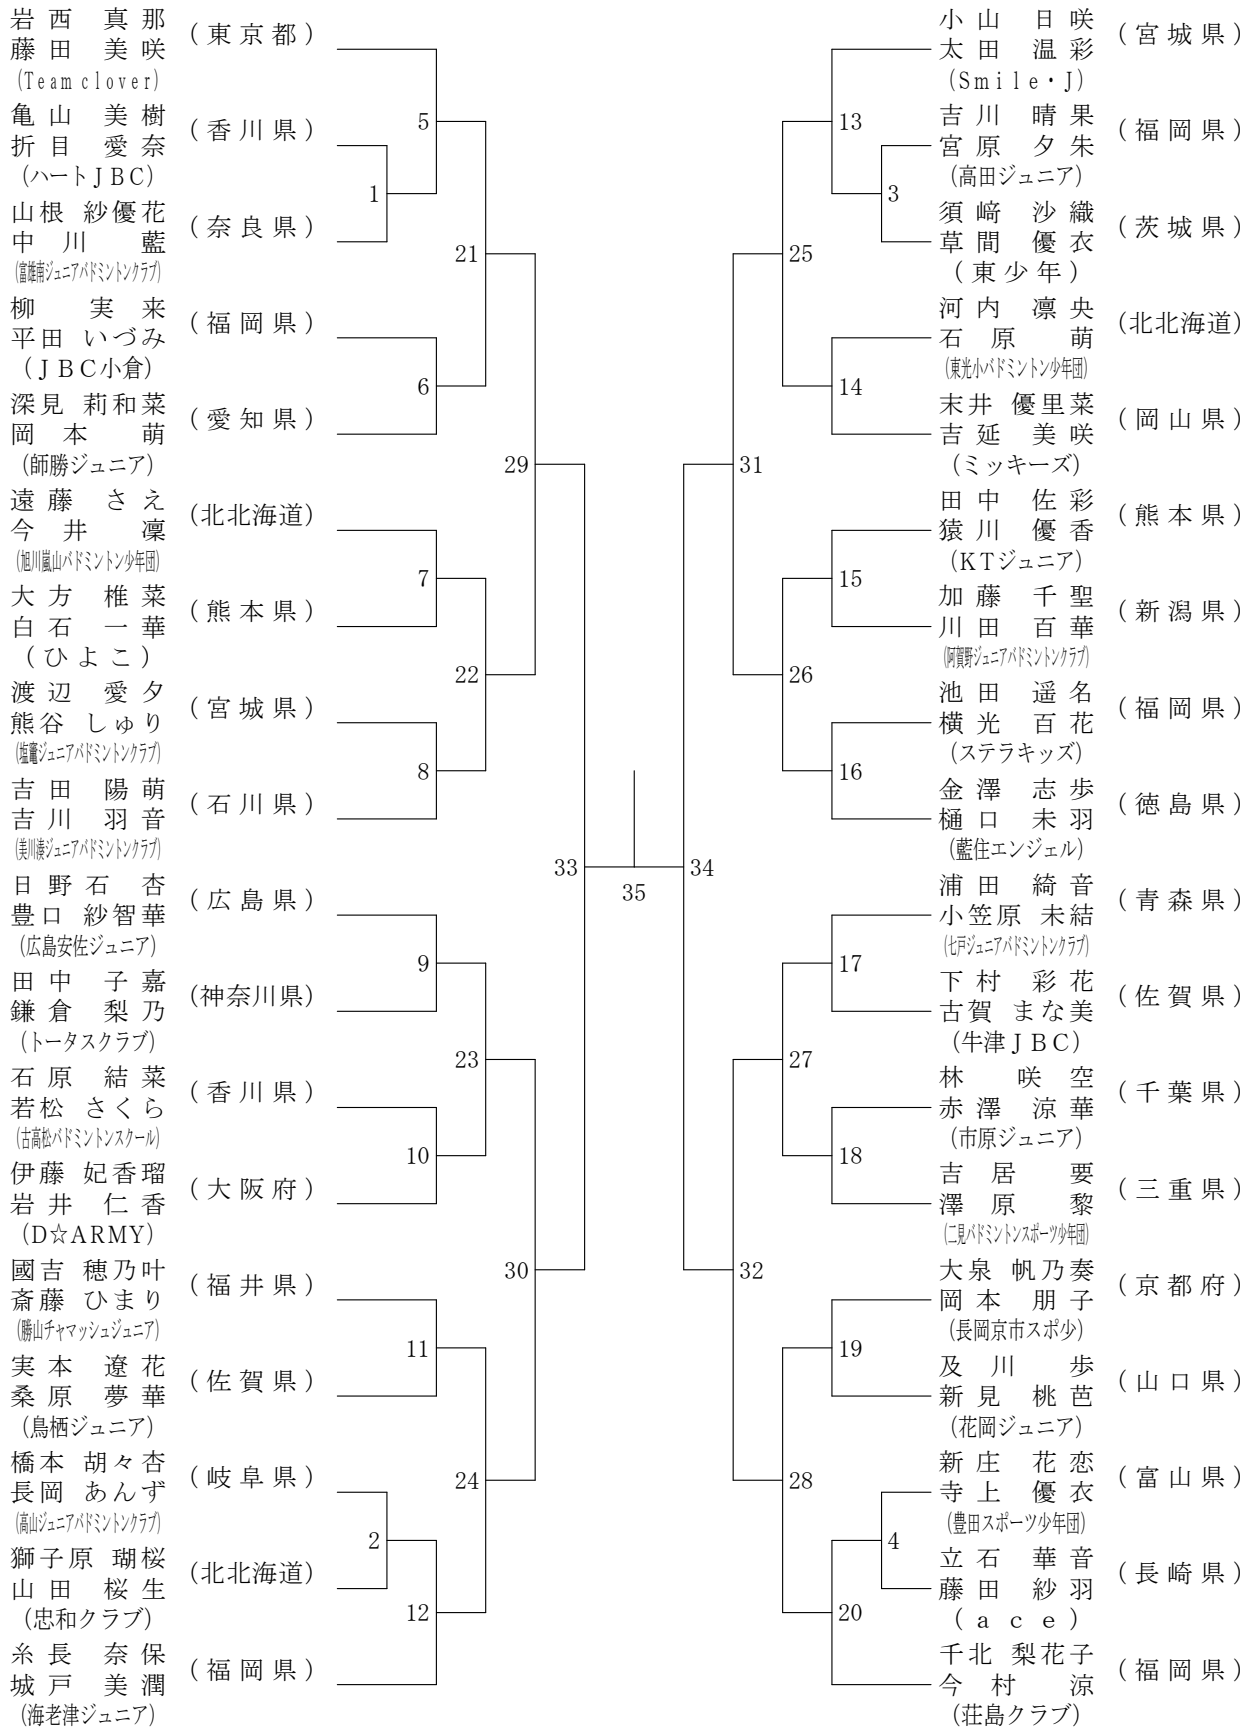 岩西 真那
藤田 美咲
(東京都)
(Team clover)
亀山 美樹
折目 愛奈
(香川県)
(ハートJBC)
山根 紗優花
中川 藍
(奈良県)
(富雄南ジュニアバドミントンクラブ)
柳 実来
平田 いづみ
(福岡県)
(JBC小倉)
深見 莉和菜
岡本 萌
(愛知県)
(師勝ジュニア)
遠藤 さえ
今井 凜
(北北海道)
(旭川嵐山バドミントン少年団)
大方 椎菜
白石 一華
(熊本県)
(ひよこ)
渡辺 愛夕
熊谷 しゅり
(宮城県)
(塩竈ジュニアバドミントンクラブ)
吉田 陽萌
吉川 羽音
(石川県)
(美川湊ジュニアバドミントンクラブ)
日野石 杏
豊口 紗智華
(広島県)
(広島安佐ジュニア)
田中 子嘉
鎌倉 梨乃
(神奈川県)
(トータスクラブ)
石原 結菜
若松 さくら
(香川県)
(古高松バドミントンスクール)
伊藤 妃香瑠
岩井 仁香
(大阪府)
(D☆ARMY)
國吉 穂乃叶
斎藤 ひまり
(福井県)
(勝山チャマッシュジュニア)
実本 遼花
桑原 夢華
(佐賀県)
(鳥栖ジュニア)
橋本 胡々杏
長岡 あんず
(岐阜県)
(高山ジュニアバドミントンクラブ)
獅子原 瑚桜
山田 桜生
(北北海道)
(忠和クラブ)
糸長 奈保
城戸 美潤
(福岡県)
(海老津ジュニア)
5
1
21
6
29
7
22
8
33
9
23
10
30
11
24
2
12
35
34
13
3
25
14
31
15
26
16
17
27
18
32
19
28
4
20
小山 日咲
太田 温彩
(宮城県)
(Smile・J)
吉川 晴果
宮原 夕朱
(福岡県)
(高田ジュニア)
須﨑 沙織
草間 優衣
(茨城県)
(東少年)
河内 凛央
石原 萌
(北北海道)
(東光小バドミントン少年団)
末井 優里菜
吉延 美咲
(岡山県)
(ミッキーズ)
田中 佐彩
猿川 優香
(熊本県)
(KTジュニア)
加藤 千聖
川田 百華
(新潟県)
(阿賀野ジュニアバドミントンクラブ)
池田 遥名
横光 百花
(福岡県)
(ステラキッズ)
金澤 志歩
樋口 未羽
(徳島県)
(藍住エンジェル)
浦田 綺音
小笠原 未結
(青森県)
(七戸ジュニアバドミントンクラブ)
下村 彩花
古賀 まな美
(佐賀県)
(牛津JBC)
林 咲空
赤澤 涼華
(千葉県)
(市原ジュニア)
吉居 要
澤原 黎
(三重県)
(二見バドミントンスポーツ少年団)
大泉 帆乃奏
岡本 朋子
(京都府)
(長岡京市スポ少)
及川 歩
新見 桃芭
(山口県)
(花岡ジュニア)
新庄 花恋
寺上 優衣
(富山県)
(豊田スポーツ少年団)
立石 華音
藤田 紗羽
(長崎県)
(ace)
千北 梨花子
今村 涼
(福岡県)
(荘島クラブ)